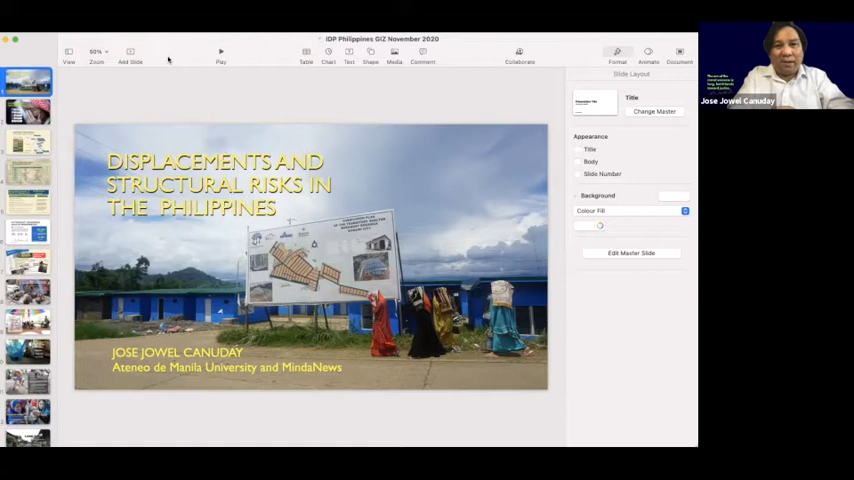 IDP Philippines GIZ November 2020
50%
View
Zoom
Add Slide
Play
Table
Chart
Text
Shape
Media
Comment
Collaborate
Format
Animate
Document
Slide Layout
Title
Change Master
Appearance
Title
Body
Slide Number
Background
Colour Fill
Edit Master Slide
DISPLACEMENTS AND
STRUCTURAL RISKS IN
THE PHILIPPINES
JOSE JOWEL CANUDAY
Ateneo de Manila University and MindaNews
Jose Jowel Canuday